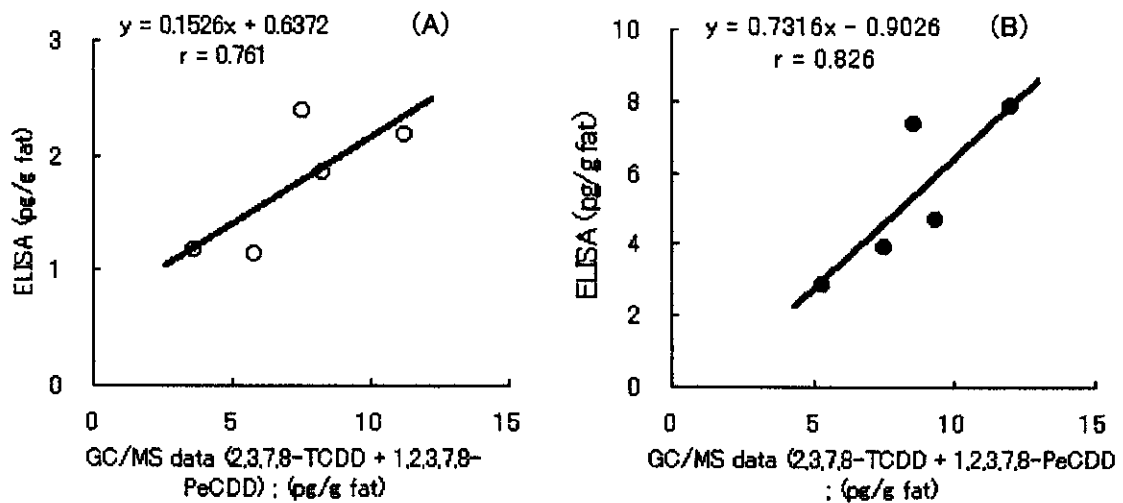 y = 0.1526x + 0.6372
r = 0.761
(A)
3
2
1
0
ELISA (pg/g fat)
0 5 10 15
GC/MS data (2,3,7,8-TCDD + 1,2,3,7,8-
PeCDD) ; (pg/g fat)
y = 0.7316x − 0.9026
r = 0.826
(B)
10
8
6
4
2
0
ELISA (pg/g fat)
0 5 10 15
GC/MS data (2,3,7,8-TCDD + 1,2,3,7,8-PeCDD
; (pg/g fat)